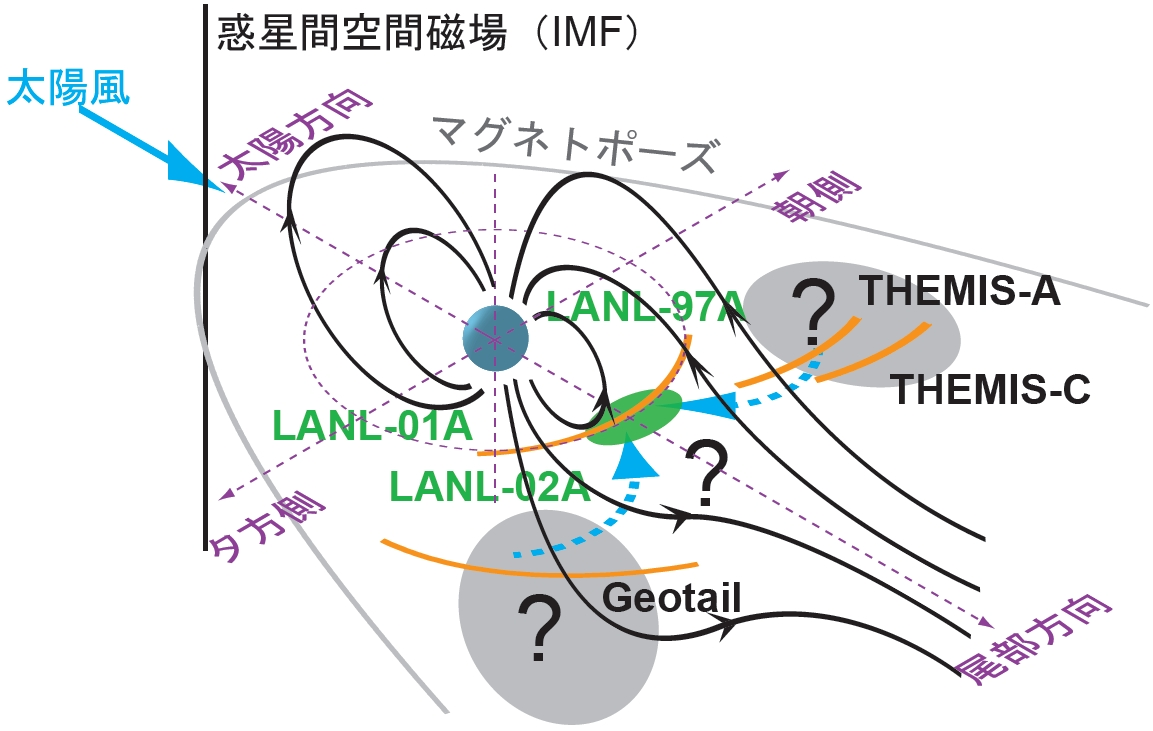 惑星間空間磁場（IMF）
太陽風
太陽方向
マグネトポーズ
朝側
?
THEMIS-A
LANL-97A
THEMIS-C
LANL-01A
?
LANL-02A
夕方側
Geotail
?
尾部方向